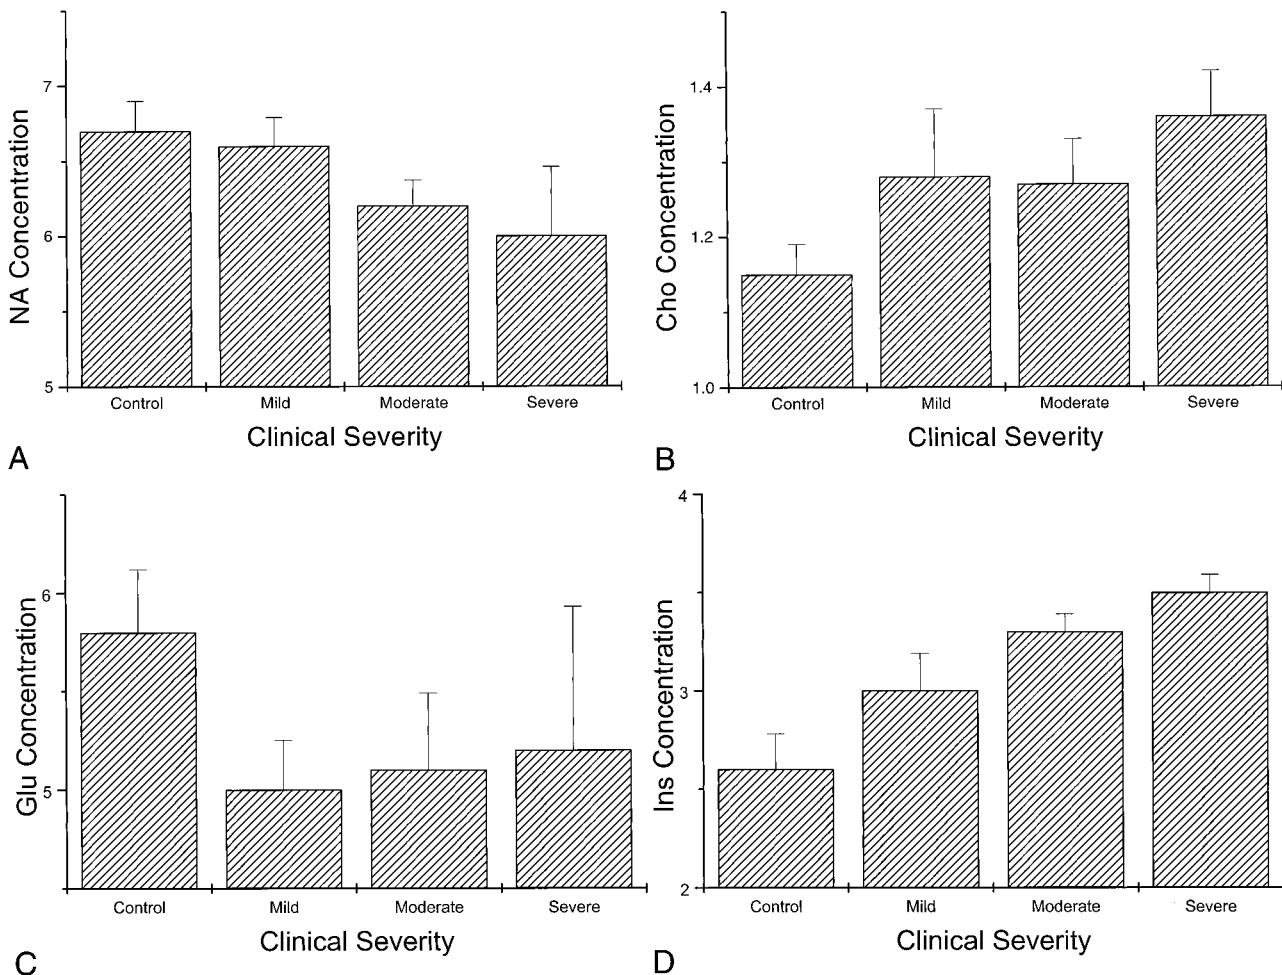 7
6
5
NA Concentration
Control Mild Moderate Severe
Clinical Severity
A
1.4
1.2
1.0
Cho Concentration
Control Mild Moderate Severe
Clinical Severity
B
6
5
Glu Concentration
Control Mild Moderate Severe
Clinical Severity
C
4
3
2
Ins Concentration
Control Mild Moderate Severe
Clinical Severity
D